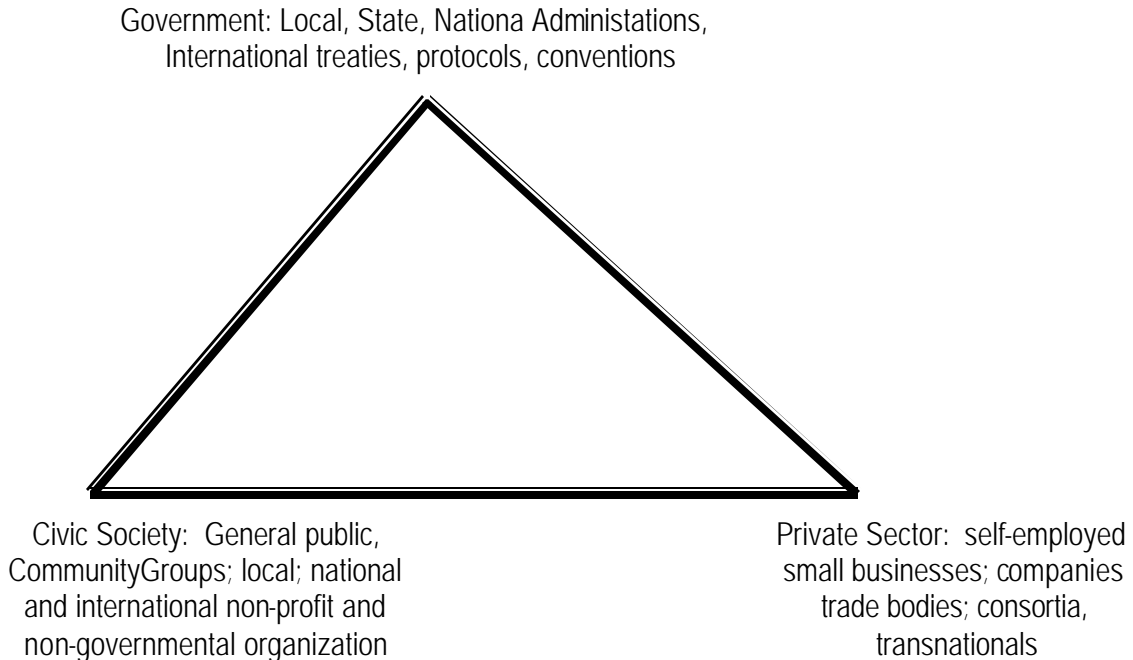 Government: Local, State, Nationa Administations,
International treaties, protocols, conventions
Civic Society: General public,
CommunityGroups; local; national
and international non-profit and
non-governmental organization
Private Sector: self-employed
small businesses; companies
trade bodies; consortia,
transnationals